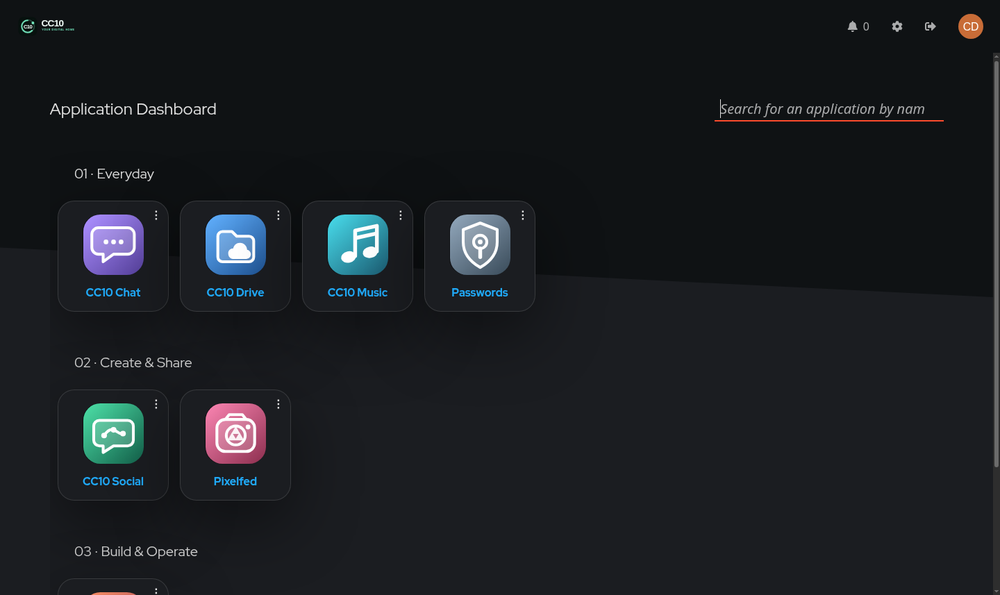 C10
CC10
YOUR DIGITAL HOME
0
CD
Application Dashboard
Search for an application by nam
01 · Everyday
CC10 Chat
CC10 Drive
CC10 Music
Passwords
02 · Create & Share
CC10 Social
Pixelfed
03 · Build & Operate